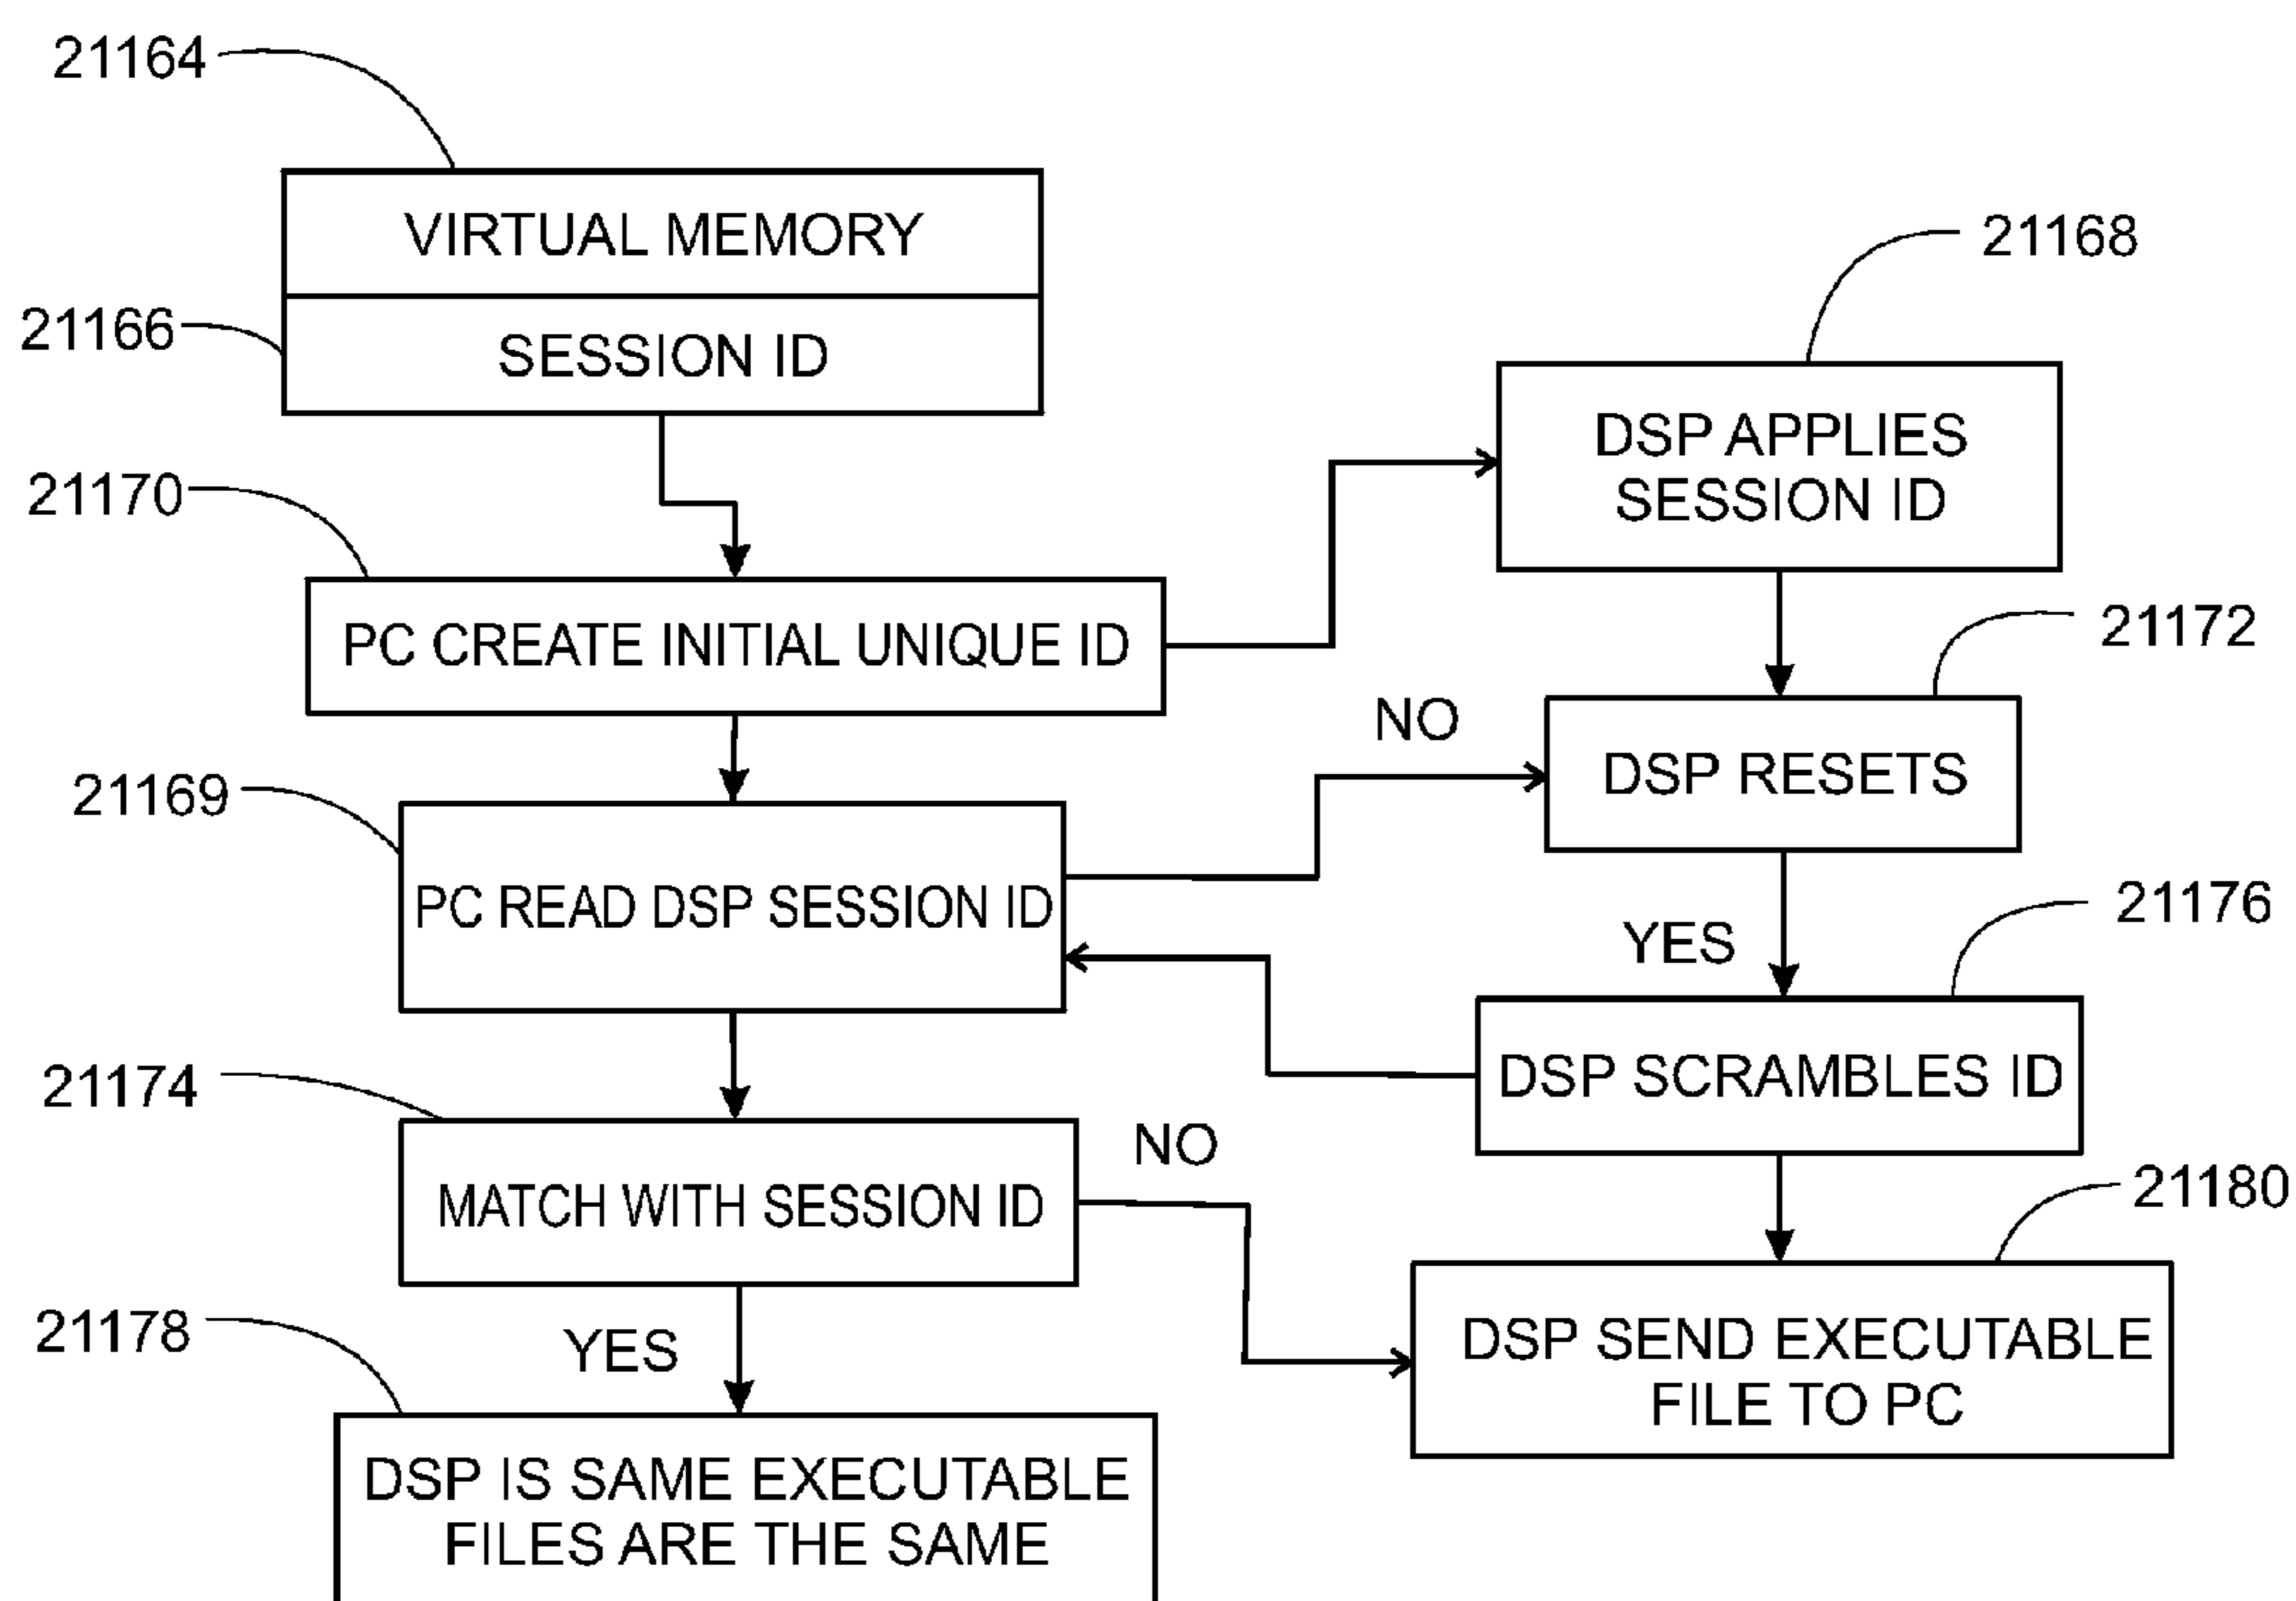 21164
VIRTUAL MEMORY
21168
21166
SESSION ID
DSP APPLIES
SESSION ID
21170
21172
PC CREATE INITIAL UNIQUE ID
NO
DSP RESETS
21169
21176
PC READ DSP SESSION ID
YES
DSP SCRAMBLES ID
21174
NO
21180
MATCH WITH SESSION ID
21178
YES
DSP SEND EXECUTABLE
FILE TO PC
DSP IS SAME EXECUTABLE
FILES ARE THE SAME